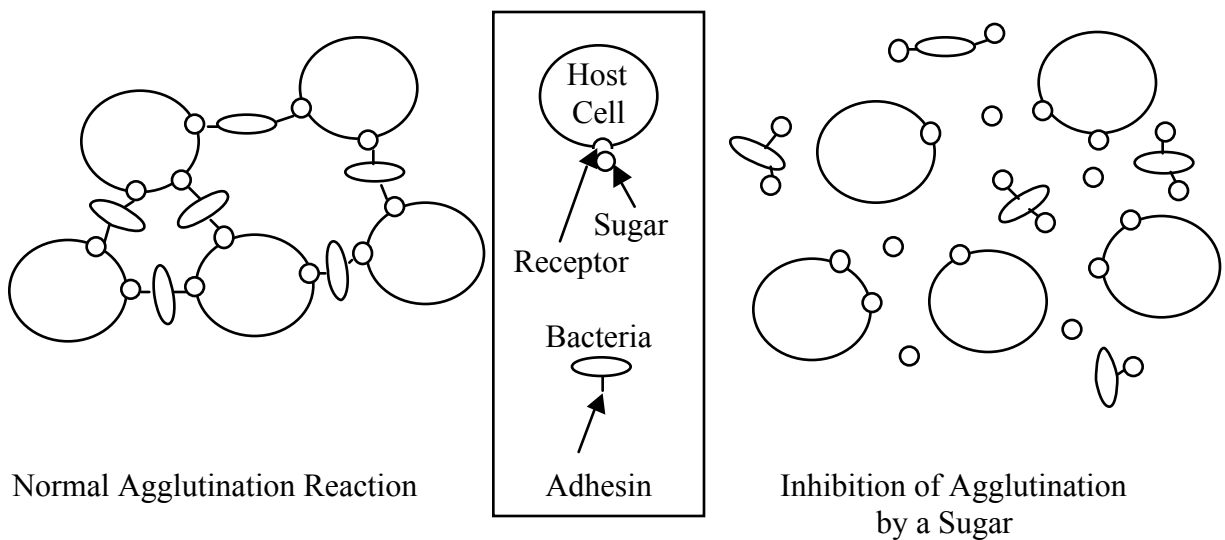 Host
Cell
Sugar
Receptor
Bacteria
Normal Agglutination Reaction
Adhesin
Inhibition of Agglutination
by a Sugar